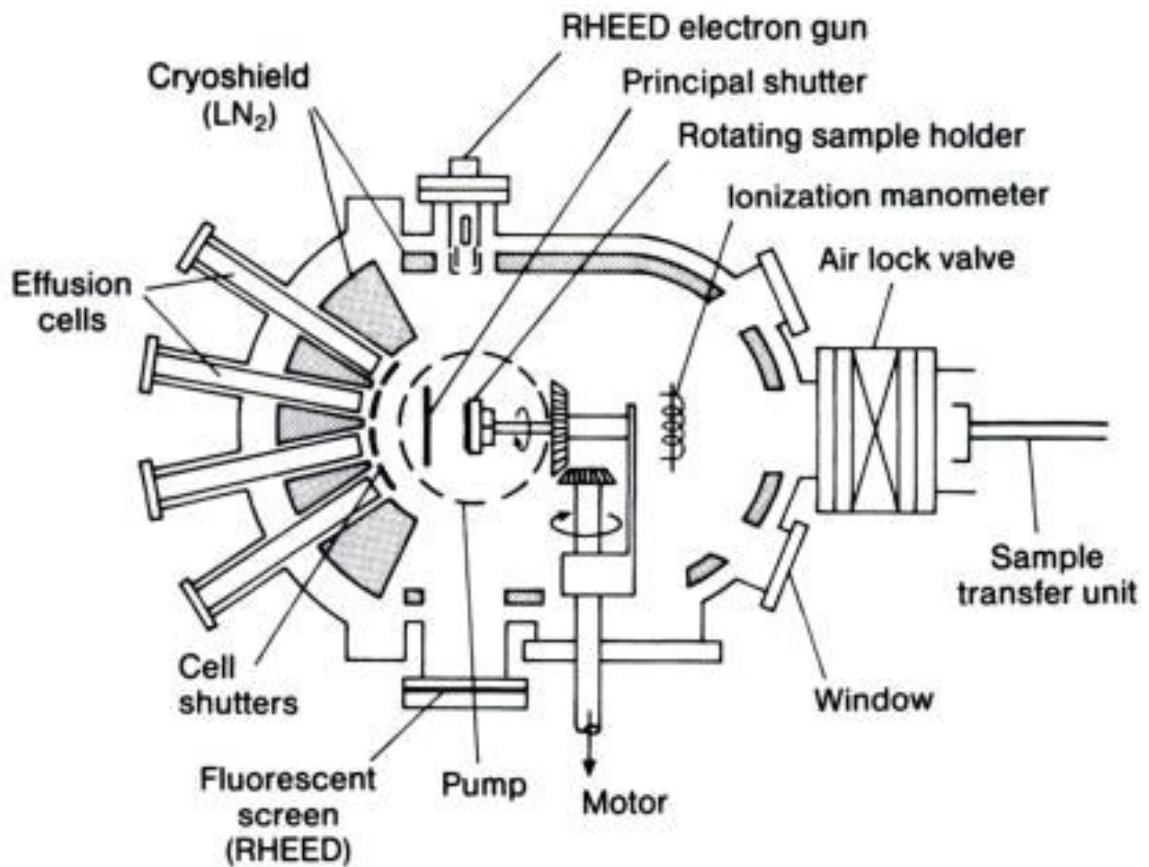 RHEED electron gun
Cryoshield
(LN₂)
Principal shutter
Rotating sample holder
Ionization manometer
Air lock valve
Effusion
cells
Sample
transfer unit
Cell
shutters
Window
Fluorescent
screen
(RHEED)
Pump
Motor